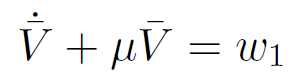 $\dot{\bar{V}} + \mu \bar{V} = w_1$